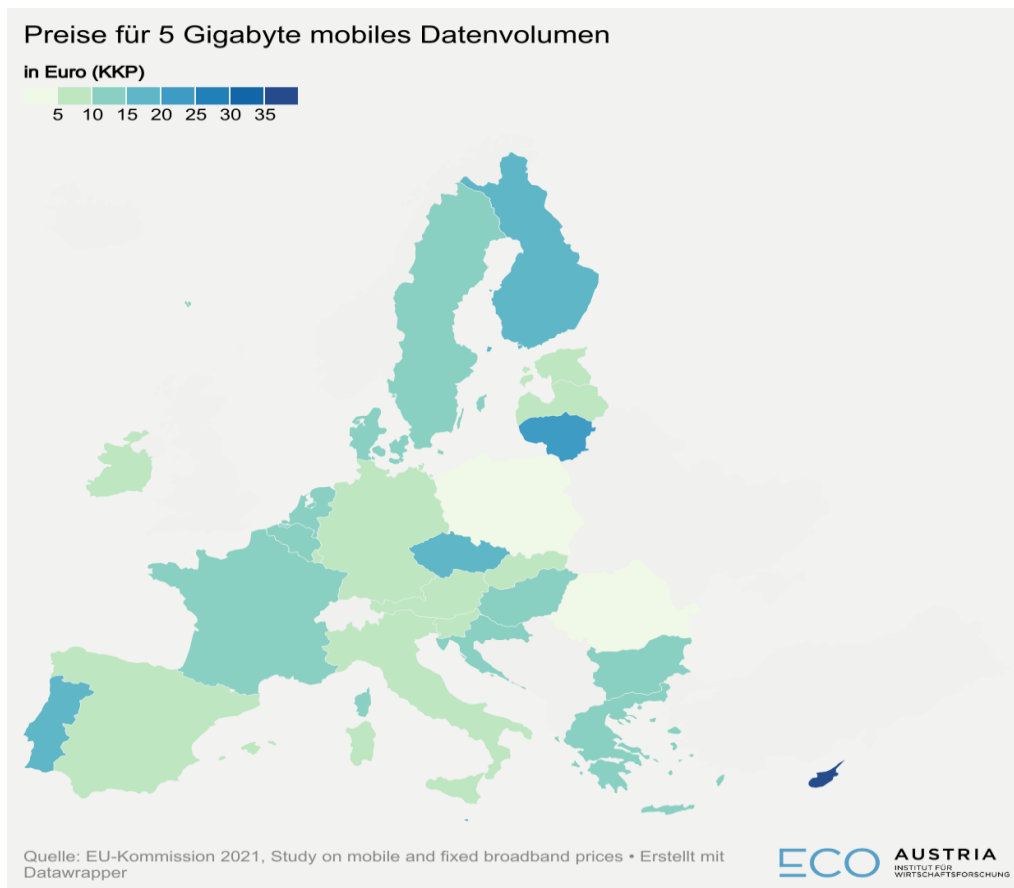 Preise für 5 Gigabyte mobiles Datenvolumen
in Euro (KKP)
5 10 15 20 25 30 35
Quelle: EU-Kommission 2021, Study on mobile and fixed broadband prices • Erstellt mit
Datawrapper
ECO
AUSTRIA
INSTITUT FÜR
WIRTSCHAFTSFORSCHUNG